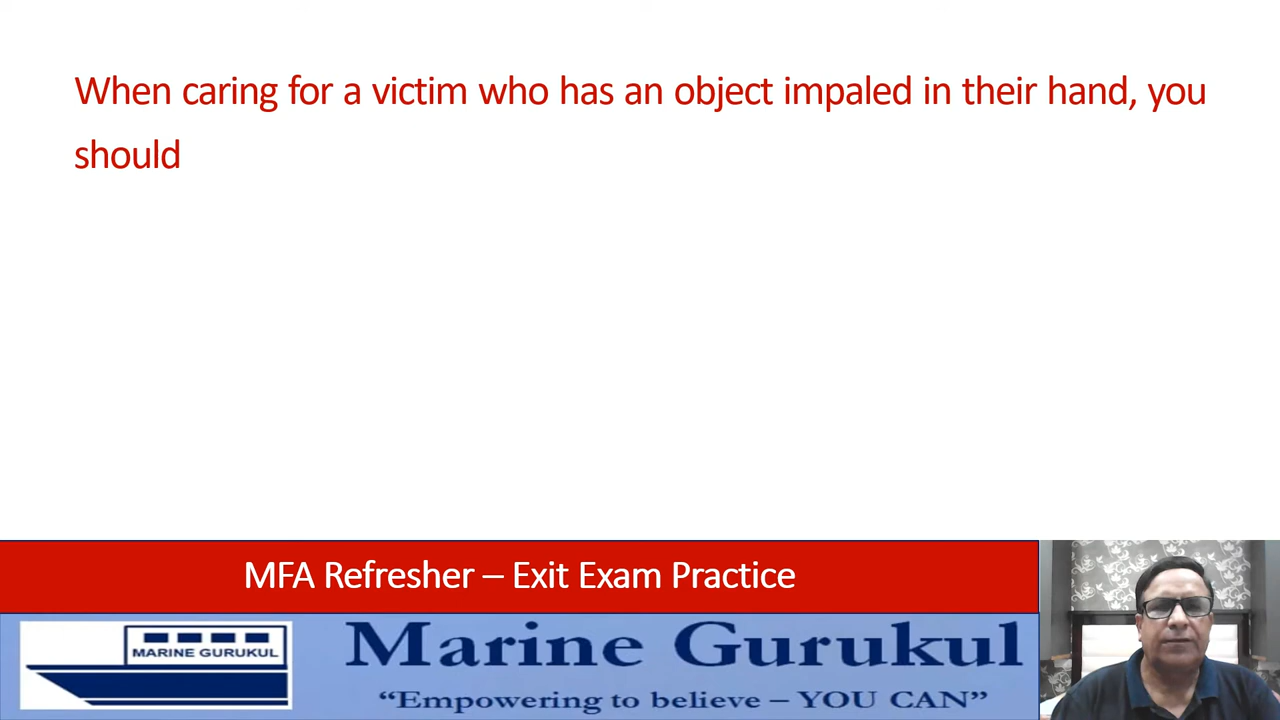 When caring for a victim who has an object impaled in their hand, you
should
MFA Refresher – Exit Exam Practice
MARINE GURUKUL
Marine Gurukul
“Empowering to believe – YOU CAN”